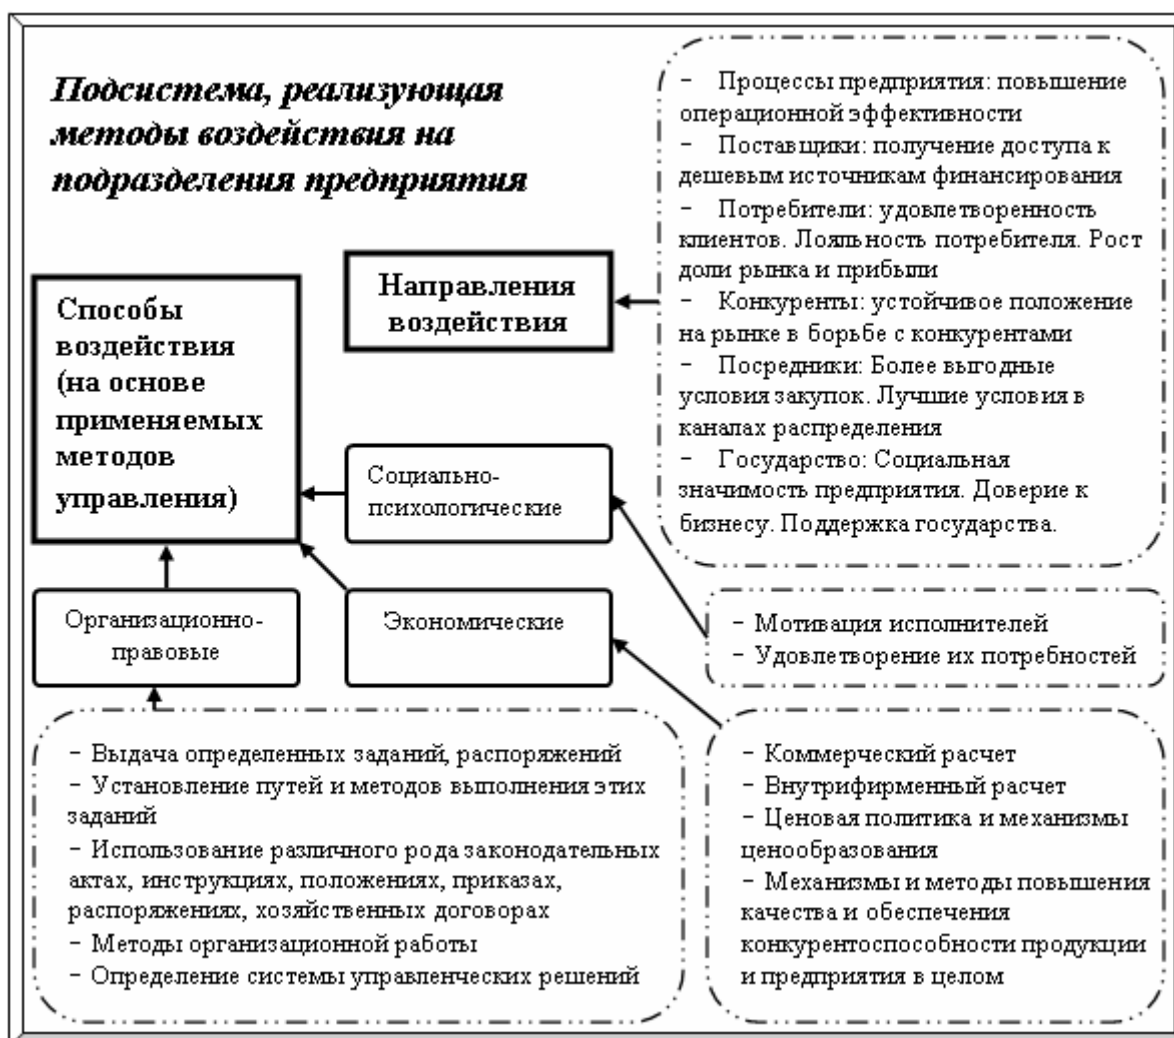 Подсистема, реализующая
методы воздействия на
подразделения предприятия
- Процессы предприятия: повышение
операционной эффективности
- Поставщики: получение доступа к
дешевым источникам финансирования
- Потребители: удовлетворенность
клиентов. Лояльность потребителя. Рост
доли рынка и прибыли
- Конкуренты: устойчивое положение
на рынке в борьбе с конкурентами
- Посредники: Более выгодные
условия закупок. Лучшие условия в
каналах распределения
- Государство: Социальная
значимость предприятия. Доверие к
бизнесу. Поддержка государства.
Направления
воздействия
Способы
воздействия
(на основе
применяемых
методов
управления)
Социально-
психологические
Организационно-
правовые
Экономические
- Мотивация исполнителей
- Удовлетворение их потребностей
- Выдача определенных заданий, распоряжений
- Установление путей и методов выполнения этих
заданий
- Использование различного рода законодательных
актах, инструкциях, положениях, приказах,
распоряжениях, хозяйственных договорах
- Методы организационной работы
- Определение системы управленческих решений
- Коммерческий расчет
- Внутрифирменный расчет
- Ценовая политика и механизмы
ценообразования
- Механизмы и методы повышения
качества и обеспечения
конкурентоспособности продукции
и предприятия в целом